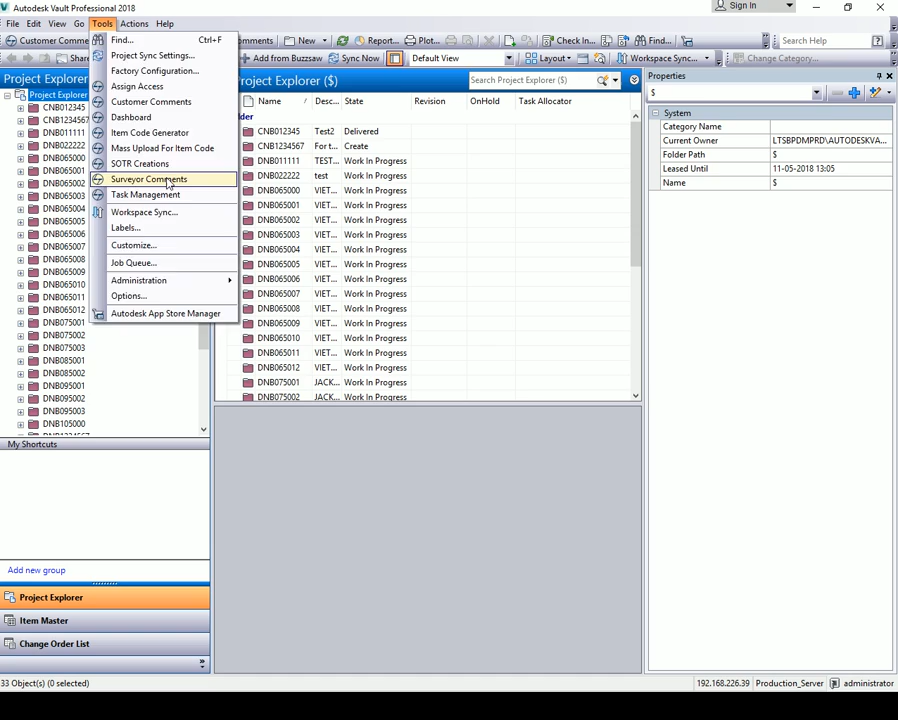 Autodesk Vault Professional 2018
Sign In
File Edit View Go Tools Actions Help
New
Report...
Plot...
Check In...
Find...
Search Help
Add from Buzzsaw
Sync Now
Default View
Layout
Workspace Sync...
Change Category...
Find... Ctrl+F
Project Sync Settings...
Factory Configuration...
Assign Access
Customer Comments
Dashboard
Item Code Generator
Mass Upload For Item Code
SOTR Creations
Surveyor Comments
Task Management
Workspace Sync...
Labels...
Customize...
Job Queue...
Administration
Options...
Autodesk App Store Manager
Project Explorer
CNB012345
CNB1234567
DNB011111
DNB022222
DNB065000
DNB065001
DNB065002
DNB065003
DNB065004
DNB065005
DNB065006
DNB065007
DNB065008
DNB065009
DNB065010
DNB065011
DNB065012
DNB075001
DNB075002
DNB075003
DNB085001
DNB085002
DNB095001
DNB095002
DNB095003
DNB105000
My Shortcuts
Add new group
Project Explorer
Item Master
Change Order List
roject Explorer ($)
Search Project Explorer ($)
Name / Desc... State Revision OnHold Task Allocator
CNB012345 Test2 Delivered
CNB1234567 For t... Create
DNB011111 TEST... Work In Progress
DNB022222 test Work In Progress
DNB065000 VIET... Work In Progress
DNB065001 VIET... Work In Progress
DNB065002 VIET... Work In Progress
DNB065003 VIET... Work In Progress
DNB065004 VIET... Work In Progress
DNB065005 VIET... Work In Progress
DNB065006 VIET... Work In Progress
DNB065007 VIET... Work In Progress
DNB065008 VIET... Work In Progress
DNB065009 VIET... Work In Progress
DNB065010 VIET... Work In Progress
DNB065011 VIET... Work In Progress
DNB065012 VIET... Work In Progress
DNB075001 JACK... Work In Progress
DNB075002 JACK... Work In Progress
Properties
$
System
Category Name
Current Owner LTSBPDMPRD\AUTODESKVA...
Folder Path $
Leased Until 11-05-2018 13:05
Name $
33 Object(s) (0 selected)
192.168.226.39 Production_Server administrator